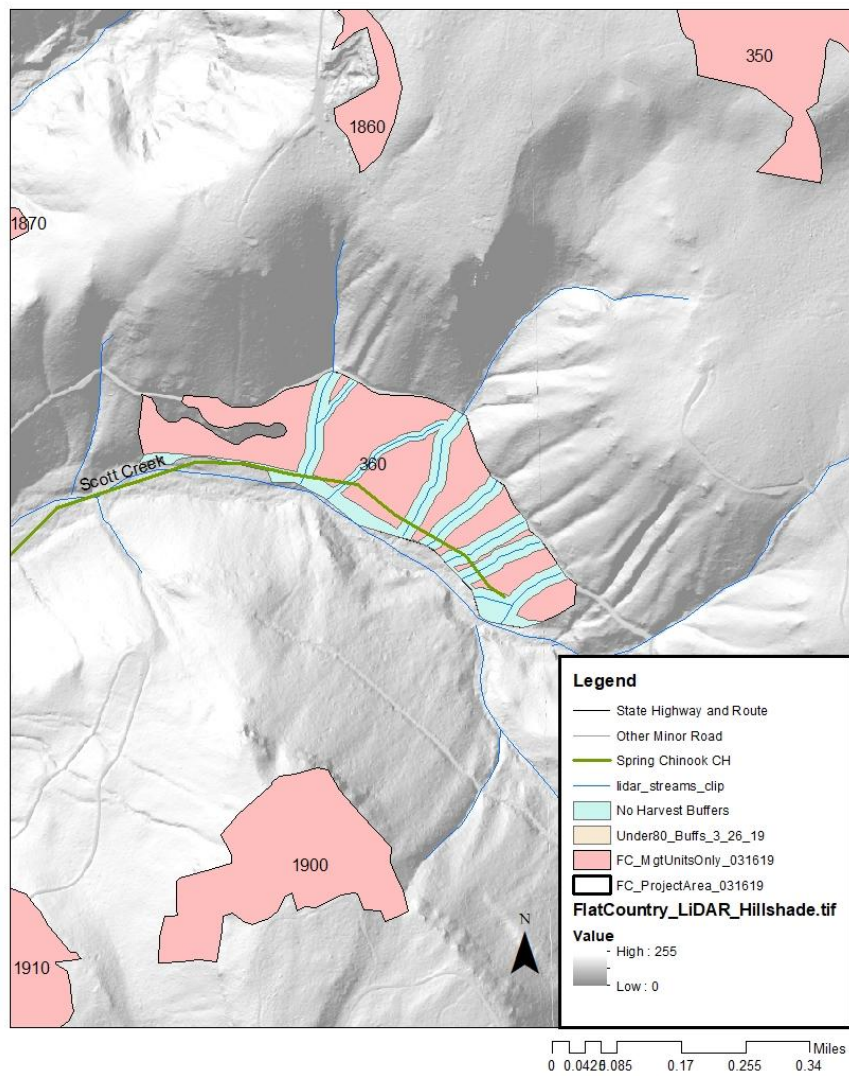 350
1860
1870
Scott Creek
360
1900
1910
N
Legend
State Highway and Route
Other Minor Road
Spring Chinook CH
lidar_streams_clip
No Harvest Buffers
Under80_Buffs_3_26_19
FC_MgtUnitsOnly_031619
FC_ProjectArea_031619
FlatCountry_LiDAR_Hillshade.tif
Value
High : 255
Low : 0
Miles
0 0.0425 0.085 0.17 0.255 0.34